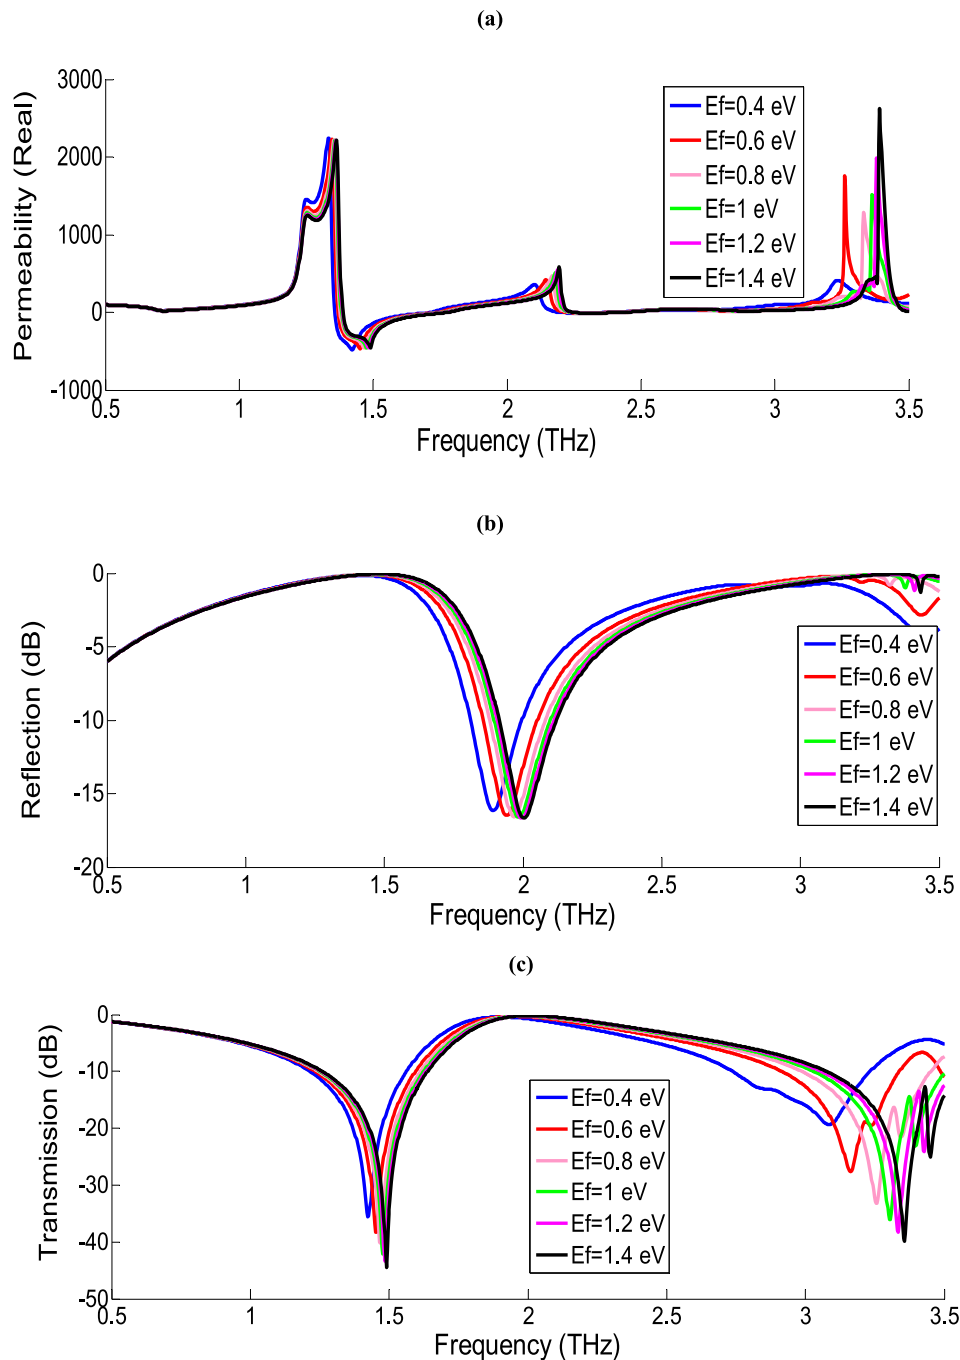 (a)
Permeability (Real)
3000
2000
1000
0
-1000
0.5 1 1.5 2 2.5 3 3.5
Frequency (THz)
Ef=0.4 eV
Ef=0.6 eV
Ef=0.8 eV
Ef=1 eV
Ef=1.2 eV
Ef=1.4 eV
(b)
Reflection (dB)
0
-5
-10
-15
-20
0.5 1 1.5 2 2.5 3 3.5
Frequency (THz)
Ef=0.4 eV
Ef=0.6 eV
Ef=0.8 eV
Ef=1 eV
Ef=1.2 eV
Ef=1.4 eV
(c)
Transmission (dB)
0
-10
-20
-30
-40
-50
0.5 1 1.5 2 2.5 3 3.5
Frequency (THz)
Ef=0.4 eV
Ef=0.6 eV
Ef=0.8 eV
Ef=1 eV
Ef=1.2 eV
Ef=1.4 eV